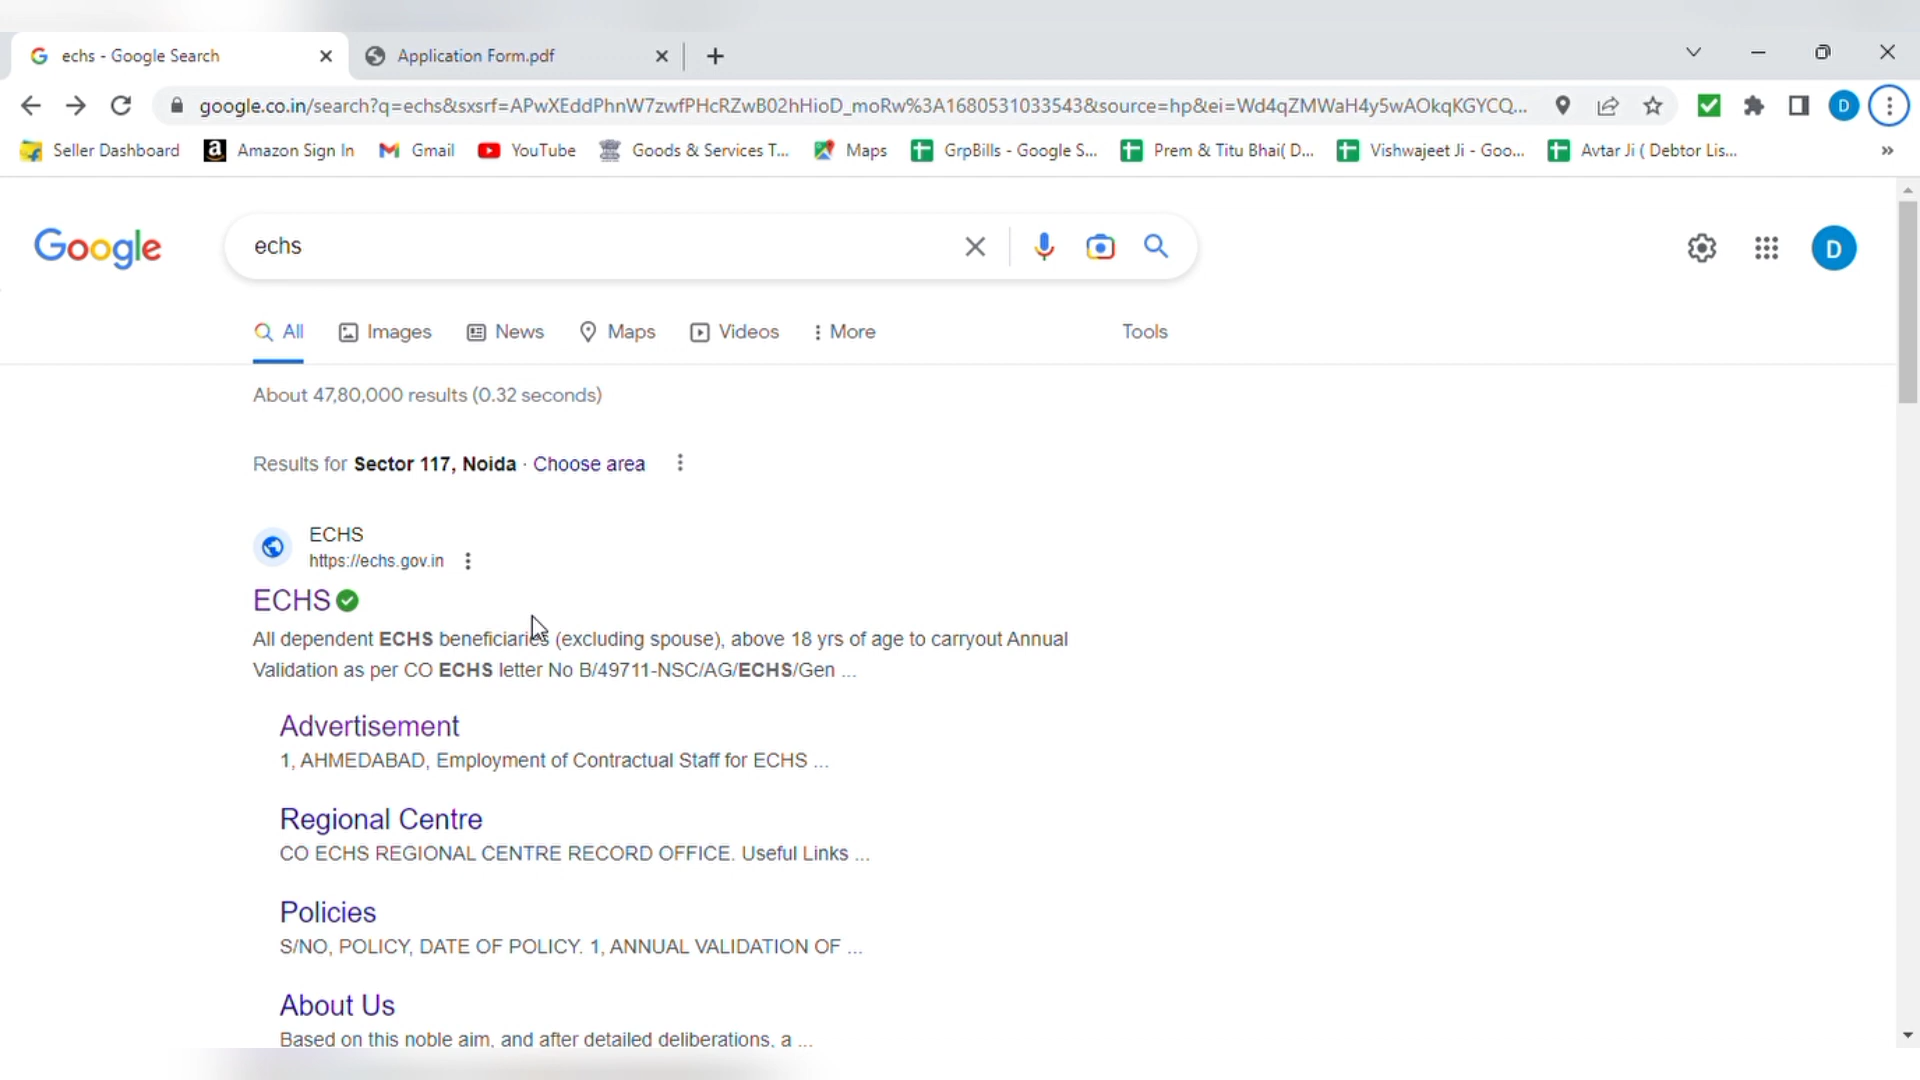 echs - Google Search
Application Form.pdf
google.co.in/search?q=echs&sxsrf=APwXEddPhnW7zwfPHcRZwB02hHioD_moRw%3A1680531033543&source=hp&ei=Wd4qZMWaH4y5wAOkqKGYCQ...
D
Seller Dashboard
Amazon Sign In
Gmail
YouTube
Goods & Services T...
Maps
GrpBills - Google S...
Prem & Titu Bhai( D...
Vishwajeet Ji - Goo...
Avtar Ji ( Debtor Lis...
Google
echs
D
All
Images
News
Maps
Videos
More
Tools
About 47,80,000 results (0.32 seconds)
Results for Sector 117, Noida · Choose area
ECHS
https://echs.gov.in
ECHS
All dependent ECHS beneficiaries (excluding spouse), above 18 yrs of age to carryout Annual
Validation as per CO ECHS letter No B/49711-NSC/AG/ECHS/Gen ...
Advertisement
1, AHMEDABAD, Employment of Contractual Staff for ECHS ...
Regional Centre
CO ECHS REGIONAL CENTRE RECORD OFFICE. Useful Links ...
Policies
S/NO, POLICY, DATE OF POLICY. 1, ANNUAL VALIDATION OF ...
About Us
Based on this noble aim, and after detailed deliberations, a ...